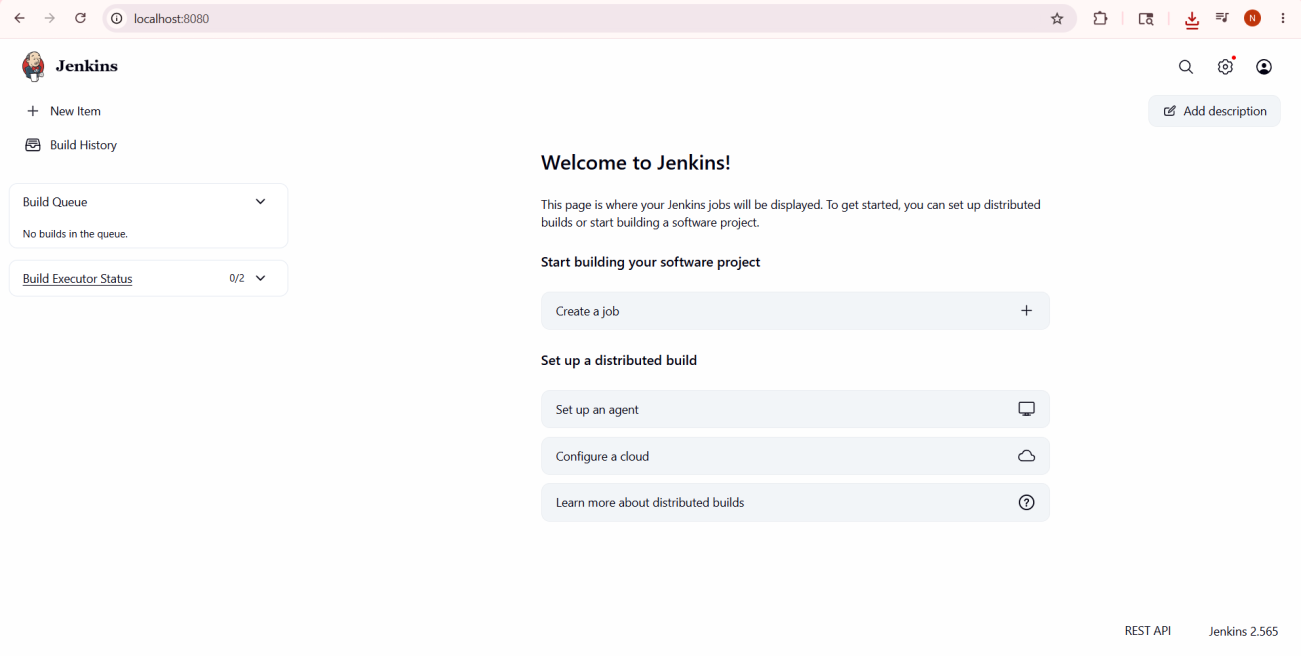 localhost:8080
N
Jenkins
New Item
Add description
Build History
Welcome to Jenkins!
Build Queue
This page is where your Jenkins jobs will be displayed. To get started, you can set up distributed
builds or start building a software project.
No builds in the queue.
Start building your software project
Build Executor Status 0/2
Create a job
Set up a distributed build
Set up an agent
Configure a cloud
Learn more about distributed builds
REST API Jenkins 2.565